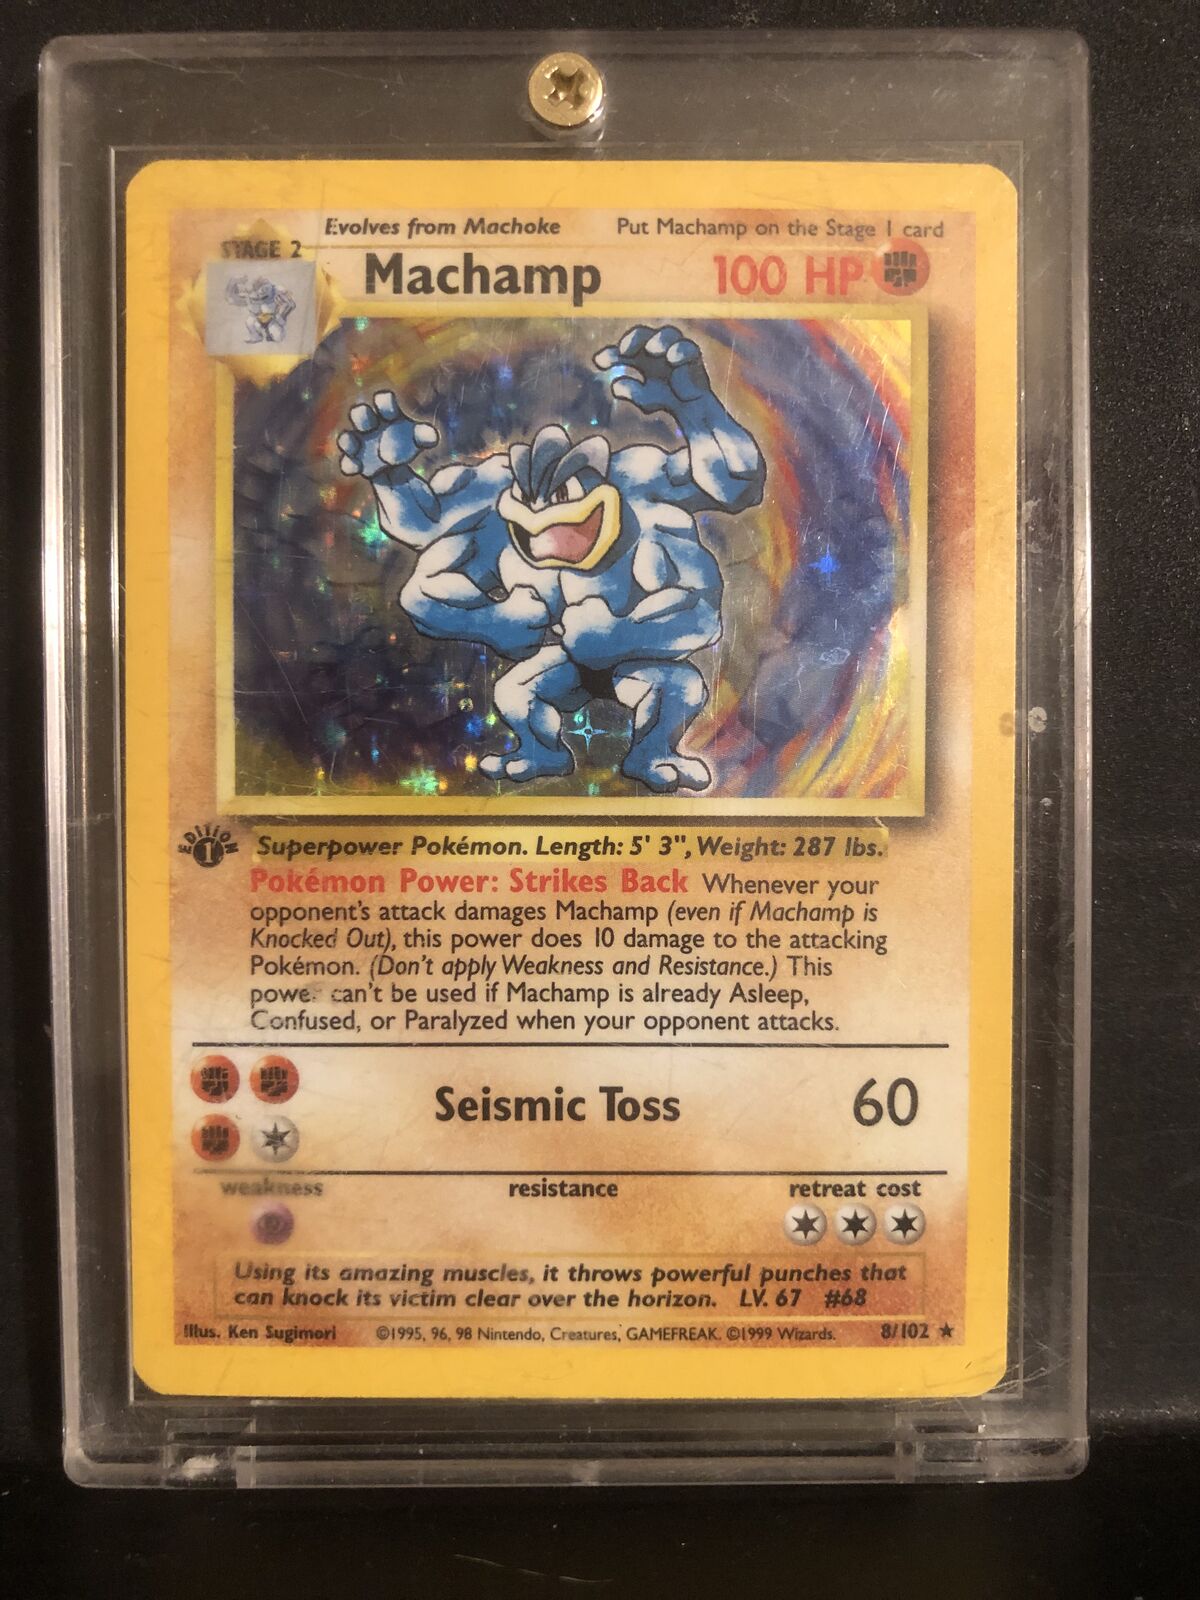 Evolves from Machoke Put Machamp on the Stage 1 card
STAGE 2
Machamp 100 HP
EDITION
1
Superpower Pokémon. Length: 5' 3", Weight: 287 lbs.
Pokémon Power: Strikes Back Whenever your
opponent's attack damages Machamp (even if Machamp is
Knocked Out), this power does 10 damage to the attacking
Pokémon. (Don't apply Weakness and Resistance.) This
power can't be used if Machamp is already Asleep,
Confused, or Paralyzed when your opponent attacks.
Seismic Toss 60
weakness resistance retreat cost
Using its amazing muscles, it throws powerful punches that
can knock its victim clear over the horizon. LV. 67 #68
Illus. Ken Sugimori ©1995, 96, 98 Nintendo, Creatures, GAMEFREAK. ©1999 Wizards. 8/102 ★